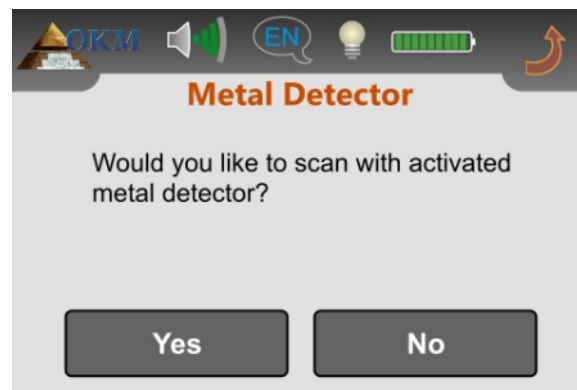 OKM EN
Metal Detector
Would you like to scan with activated
metal detector?
Yes No